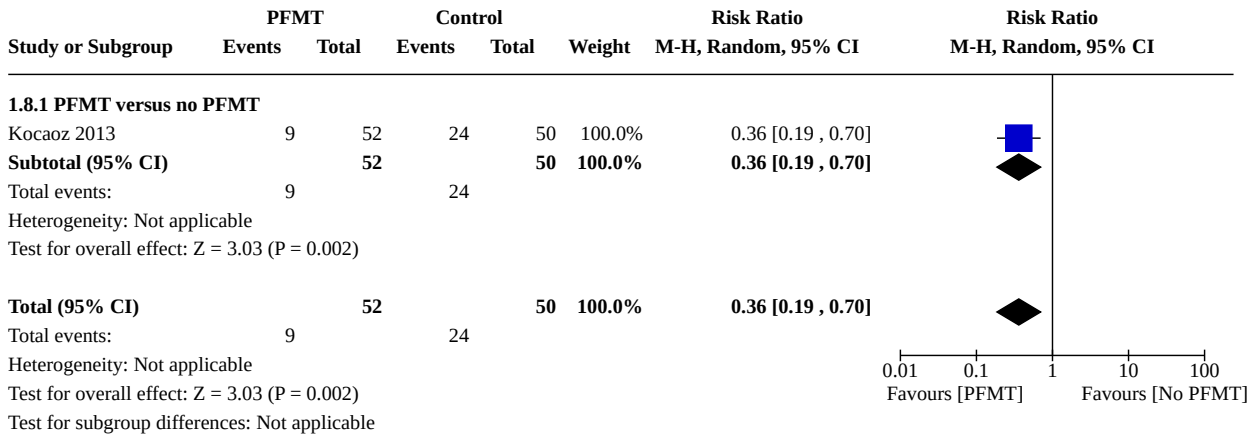 PFMT Control Risk Ratio Risk Ratio
Study or Subgroup Events Total Events Total Weight M-H, Random, 95% CI M-H, Random, 95% CI
1.8.1 PFMT versus no PFMT
Kocaoz 2013 9 52 24 50 100.0% 0.36 [0.19 , 0.70]
Subtotal (95% CI) 52 50 100.0% 0.36 [0.19 , 0.70]
Total events: 9 24
Heterogeneity: Not applicable
Test for overall effect: Z = 3.03 (P = 0.002)
Total (95% CI) 52 50 100.0% 0.36 [0.19 , 0.70]
Total events: 9 24
Heterogeneity: Not applicable
0.01 0.1 1 10 100
Test for overall effect: Z = 3.03 (P = 0.002) Favours [PFMT] Favours [No PFMT]
Test for subgroup differences: Not applicable